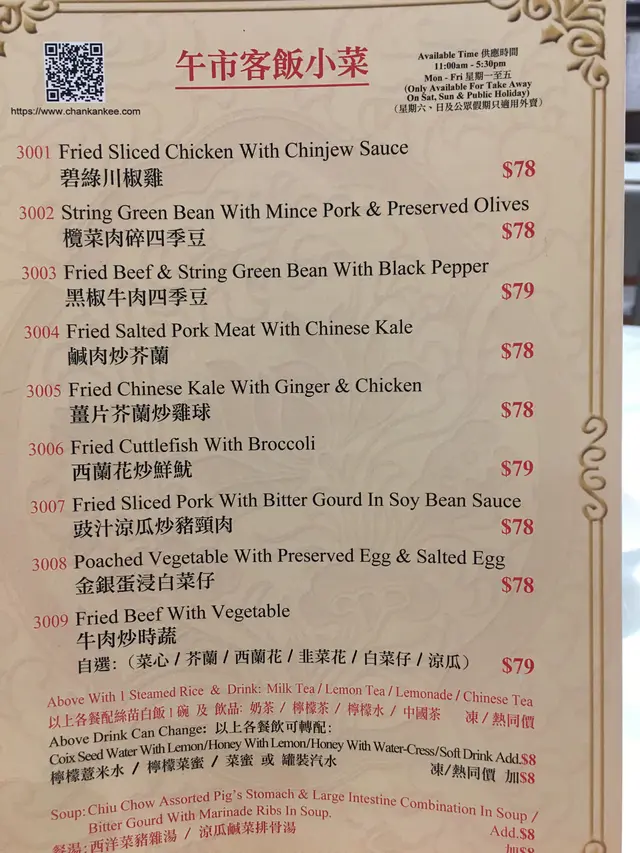 午市客飯小菜
Available Time 供應時間
11:00am - 5:30pm
Mon - Fri 星期一至五
(Only Available For Take Away
On Sat, Sun & Public Holiday)
(星期六、日及公眾假期只適用外賣)
https://www.chankankee.com
3001 Fried Sliced Chicken With Chinjew Sauce
碧綠川椒雞 $78
3002 String Green Bean With Mince Pork & Preserved Olives
欖菜肉碎四季豆 $78
3003 Fried Beef & String Green Bean With Black Pepper
黑椒牛肉四季豆 $79
3004 Fried Salted Pork Meat With Chinese Kale
鹹肉炒芥蘭 $78
3005 Fried Chinese Kale With Ginger & Chicken
薑片芥蘭炒雞球 $78
3006 Fried Cuttlefish With Broccoli
西蘭花炒鮮魷 $79
3007 Fried Sliced Pork With Bitter Gourd In Soy Bean Sauce
豉汁涼瓜炒豬頸肉 $78
3008 Poached Vegetable With Preserved Egg & Salted Egg
金銀蛋浸白菜仔 $78
3009 Fried Beef With Vegetable
牛肉炒時蔬
自選:（菜心 / 芥蘭 / 西蘭花 / 韭菜花 / 白菜仔 / 涼瓜） $79
Above With 1 Steamed Rice & Drink: Milk Tea / Lemon Tea / Lemonade / Chinese Tea
以上各餐配絲苗白飯1碗 及 飲品: 奶茶 / 檸檬茶 / 檸檬水 / 中國茶 凍/熱同價
Above Drink Can Change: 以上各餐飲可轉配:
Coix Seed Water With Lemon/Honey With Lemon/Honey With Water-Cress/Soft Drink Add.$8
檸檬薏米水 / 檸檬菜蜜 / 菜蜜 或 罐裝汽水 凍/熱同價 加$8
Soup: Chiu Chow Assorted Pig's Stomach & Large Intestine Combination In Soup /
Bitter Gourd With Marinade Ribs In Soup. Add.$8
餐湯: 西洋菜豬雜湯 / 涼瓜鹹菜排骨湯 加$8